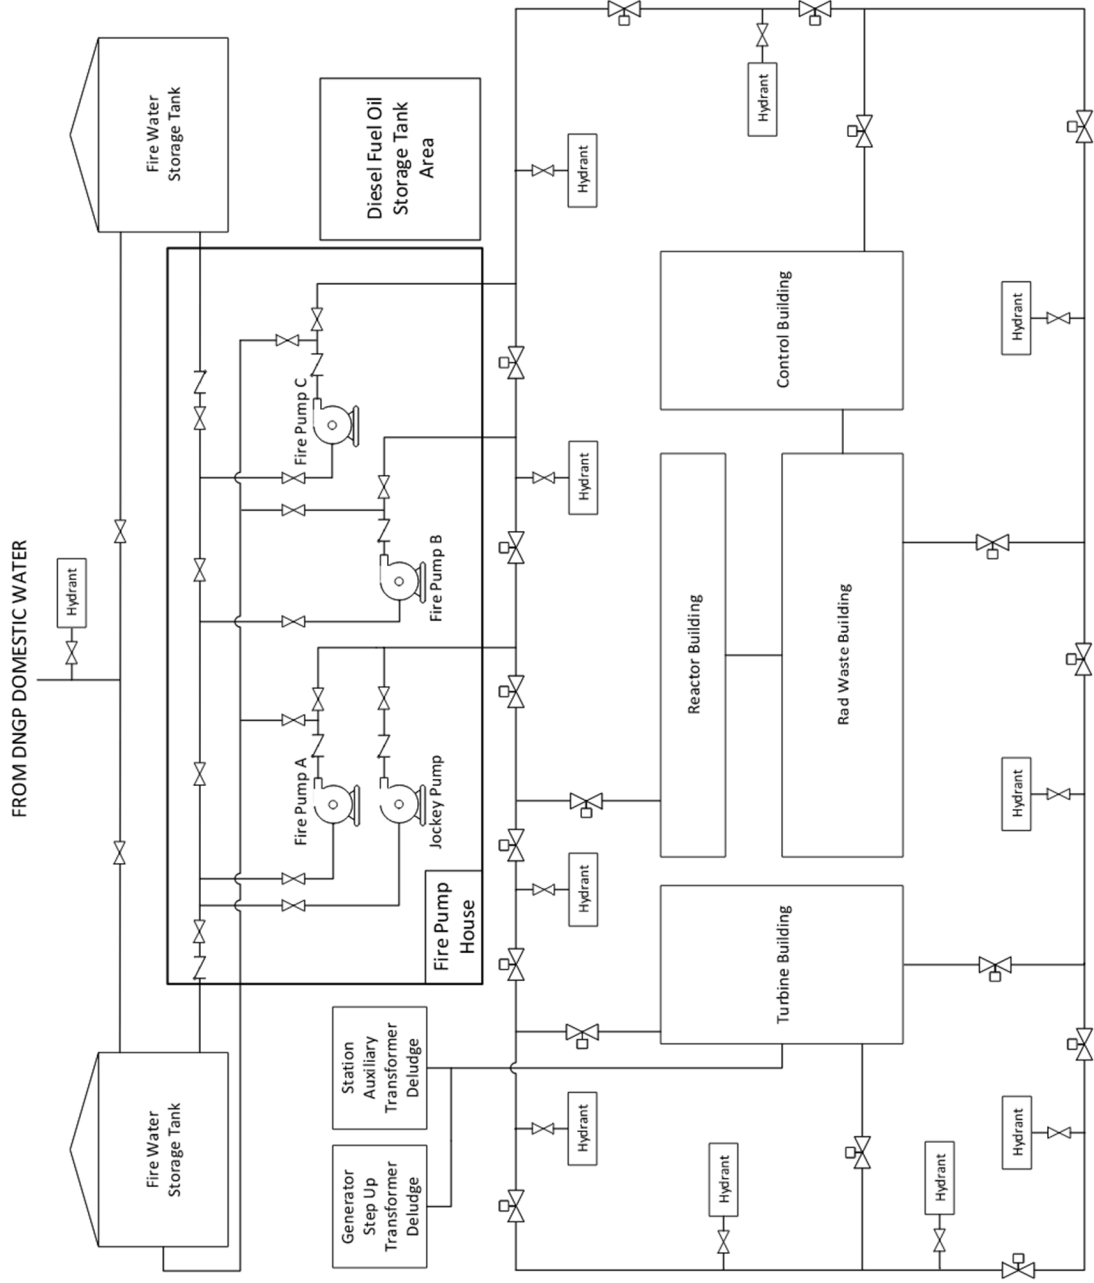 FROM DNGP DOMESTIC WATER
Hydrant
Fire Water
Storage Tank
Fire Water
Storage Tank
Fire Pump A
Fire Pump C
Generator
Step Up
Transformer
Deludge
Station
Auxiliary
Transformer
Deludge
Diesel Fuel Oil
Storage Tank
Area
Fire Pump
House
Jockey Pump
Fire Pump B
Hydrant
Hydrant
Hydrant
Hydrant
Reactor Building
Hydrant
Hydrant
Turbine Building
Control Building
Rad Waste Building
Hydrant
Hydrant
Hydrant
Hydrant